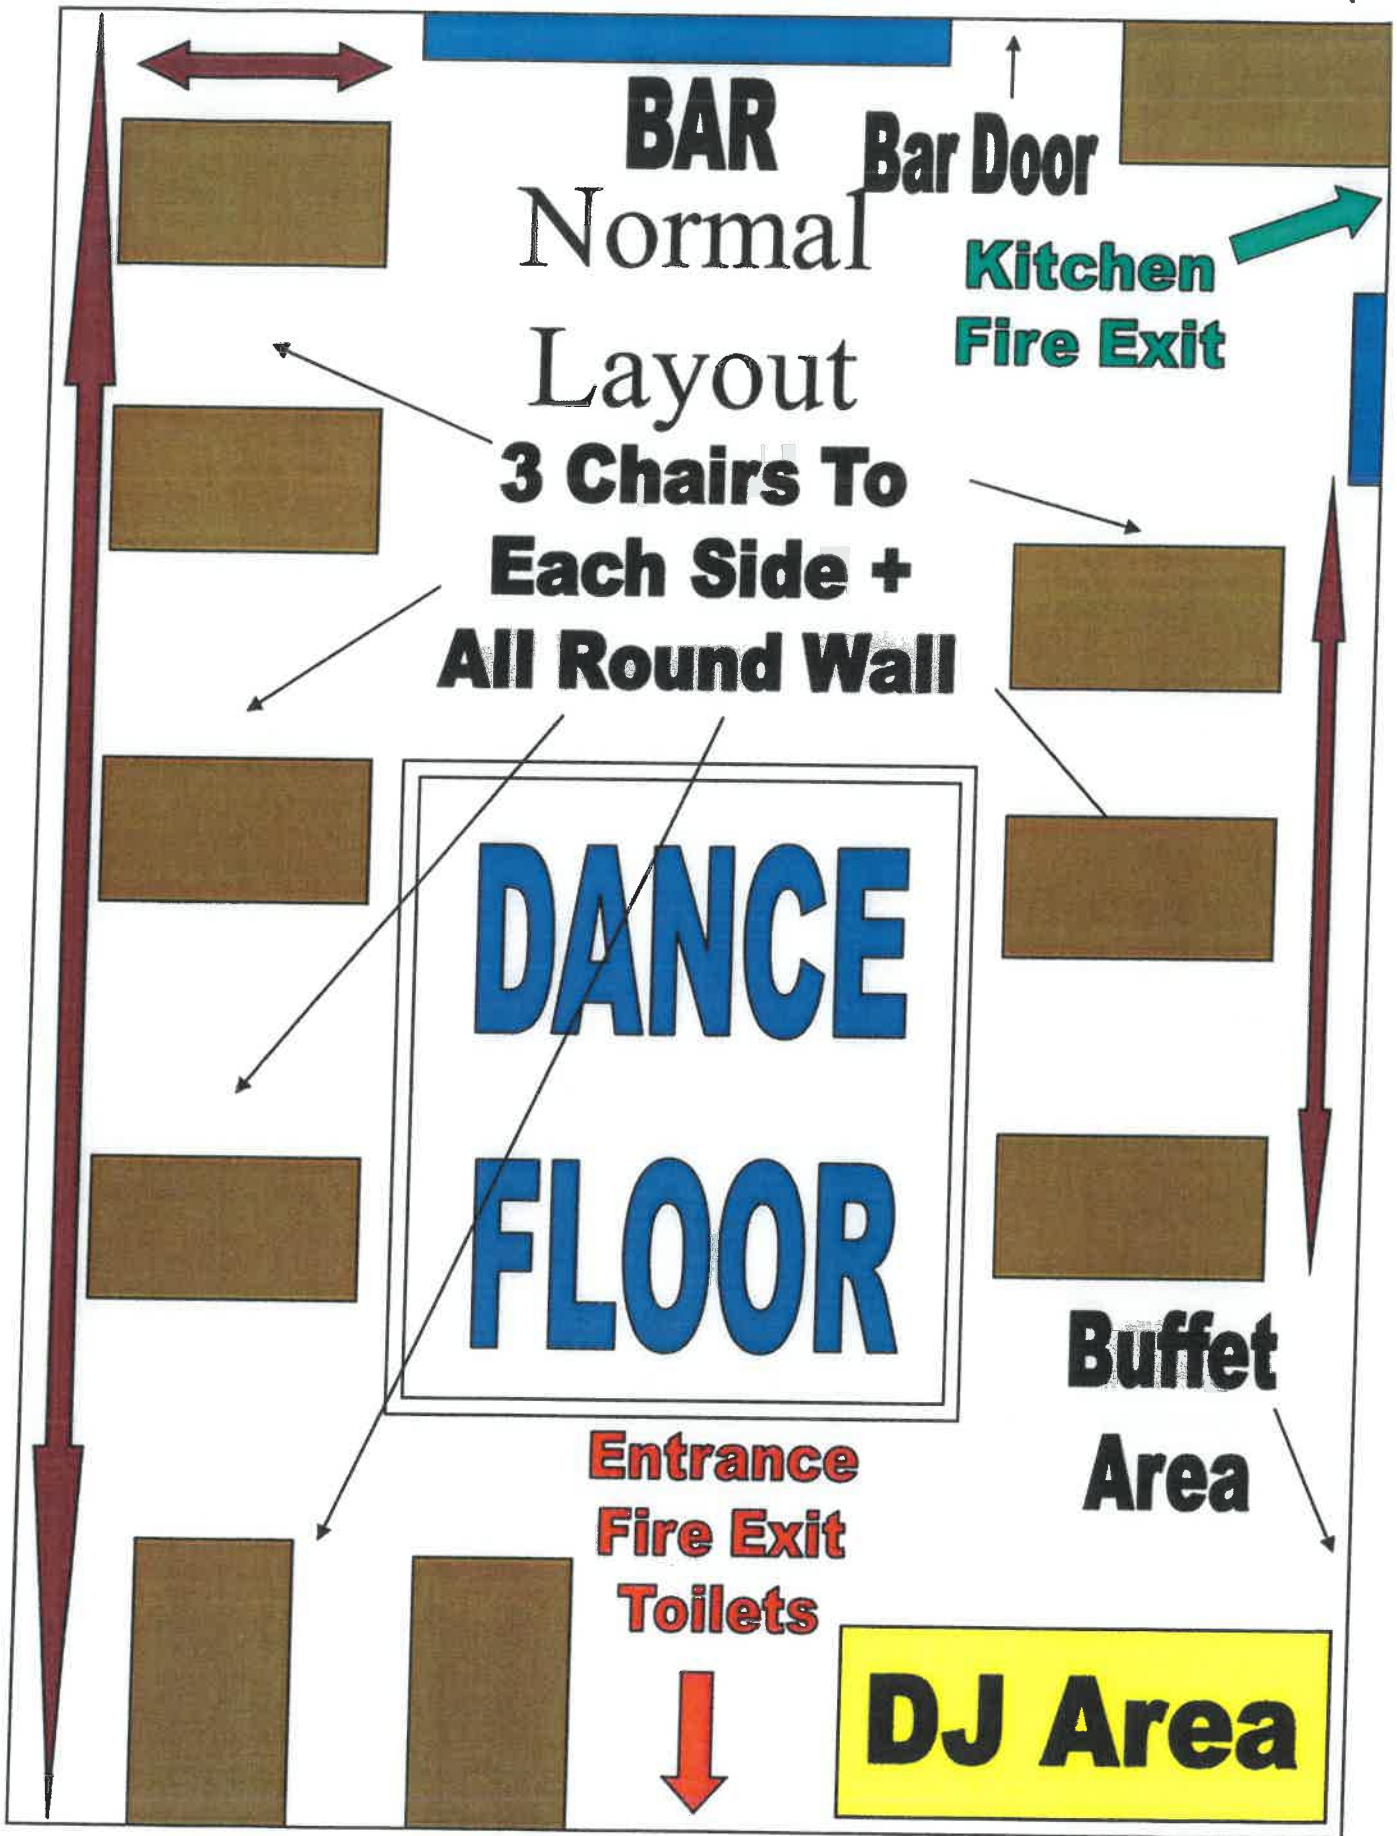 BAR
Bar Door
Normal
Layout
Kitchen
Fire Exit
3 Chairs To
Each Side +
All Round Wall
DANCE
FLOOR
Buffet
Area
Entrance
Fire Exit
Toilets
DJ Area